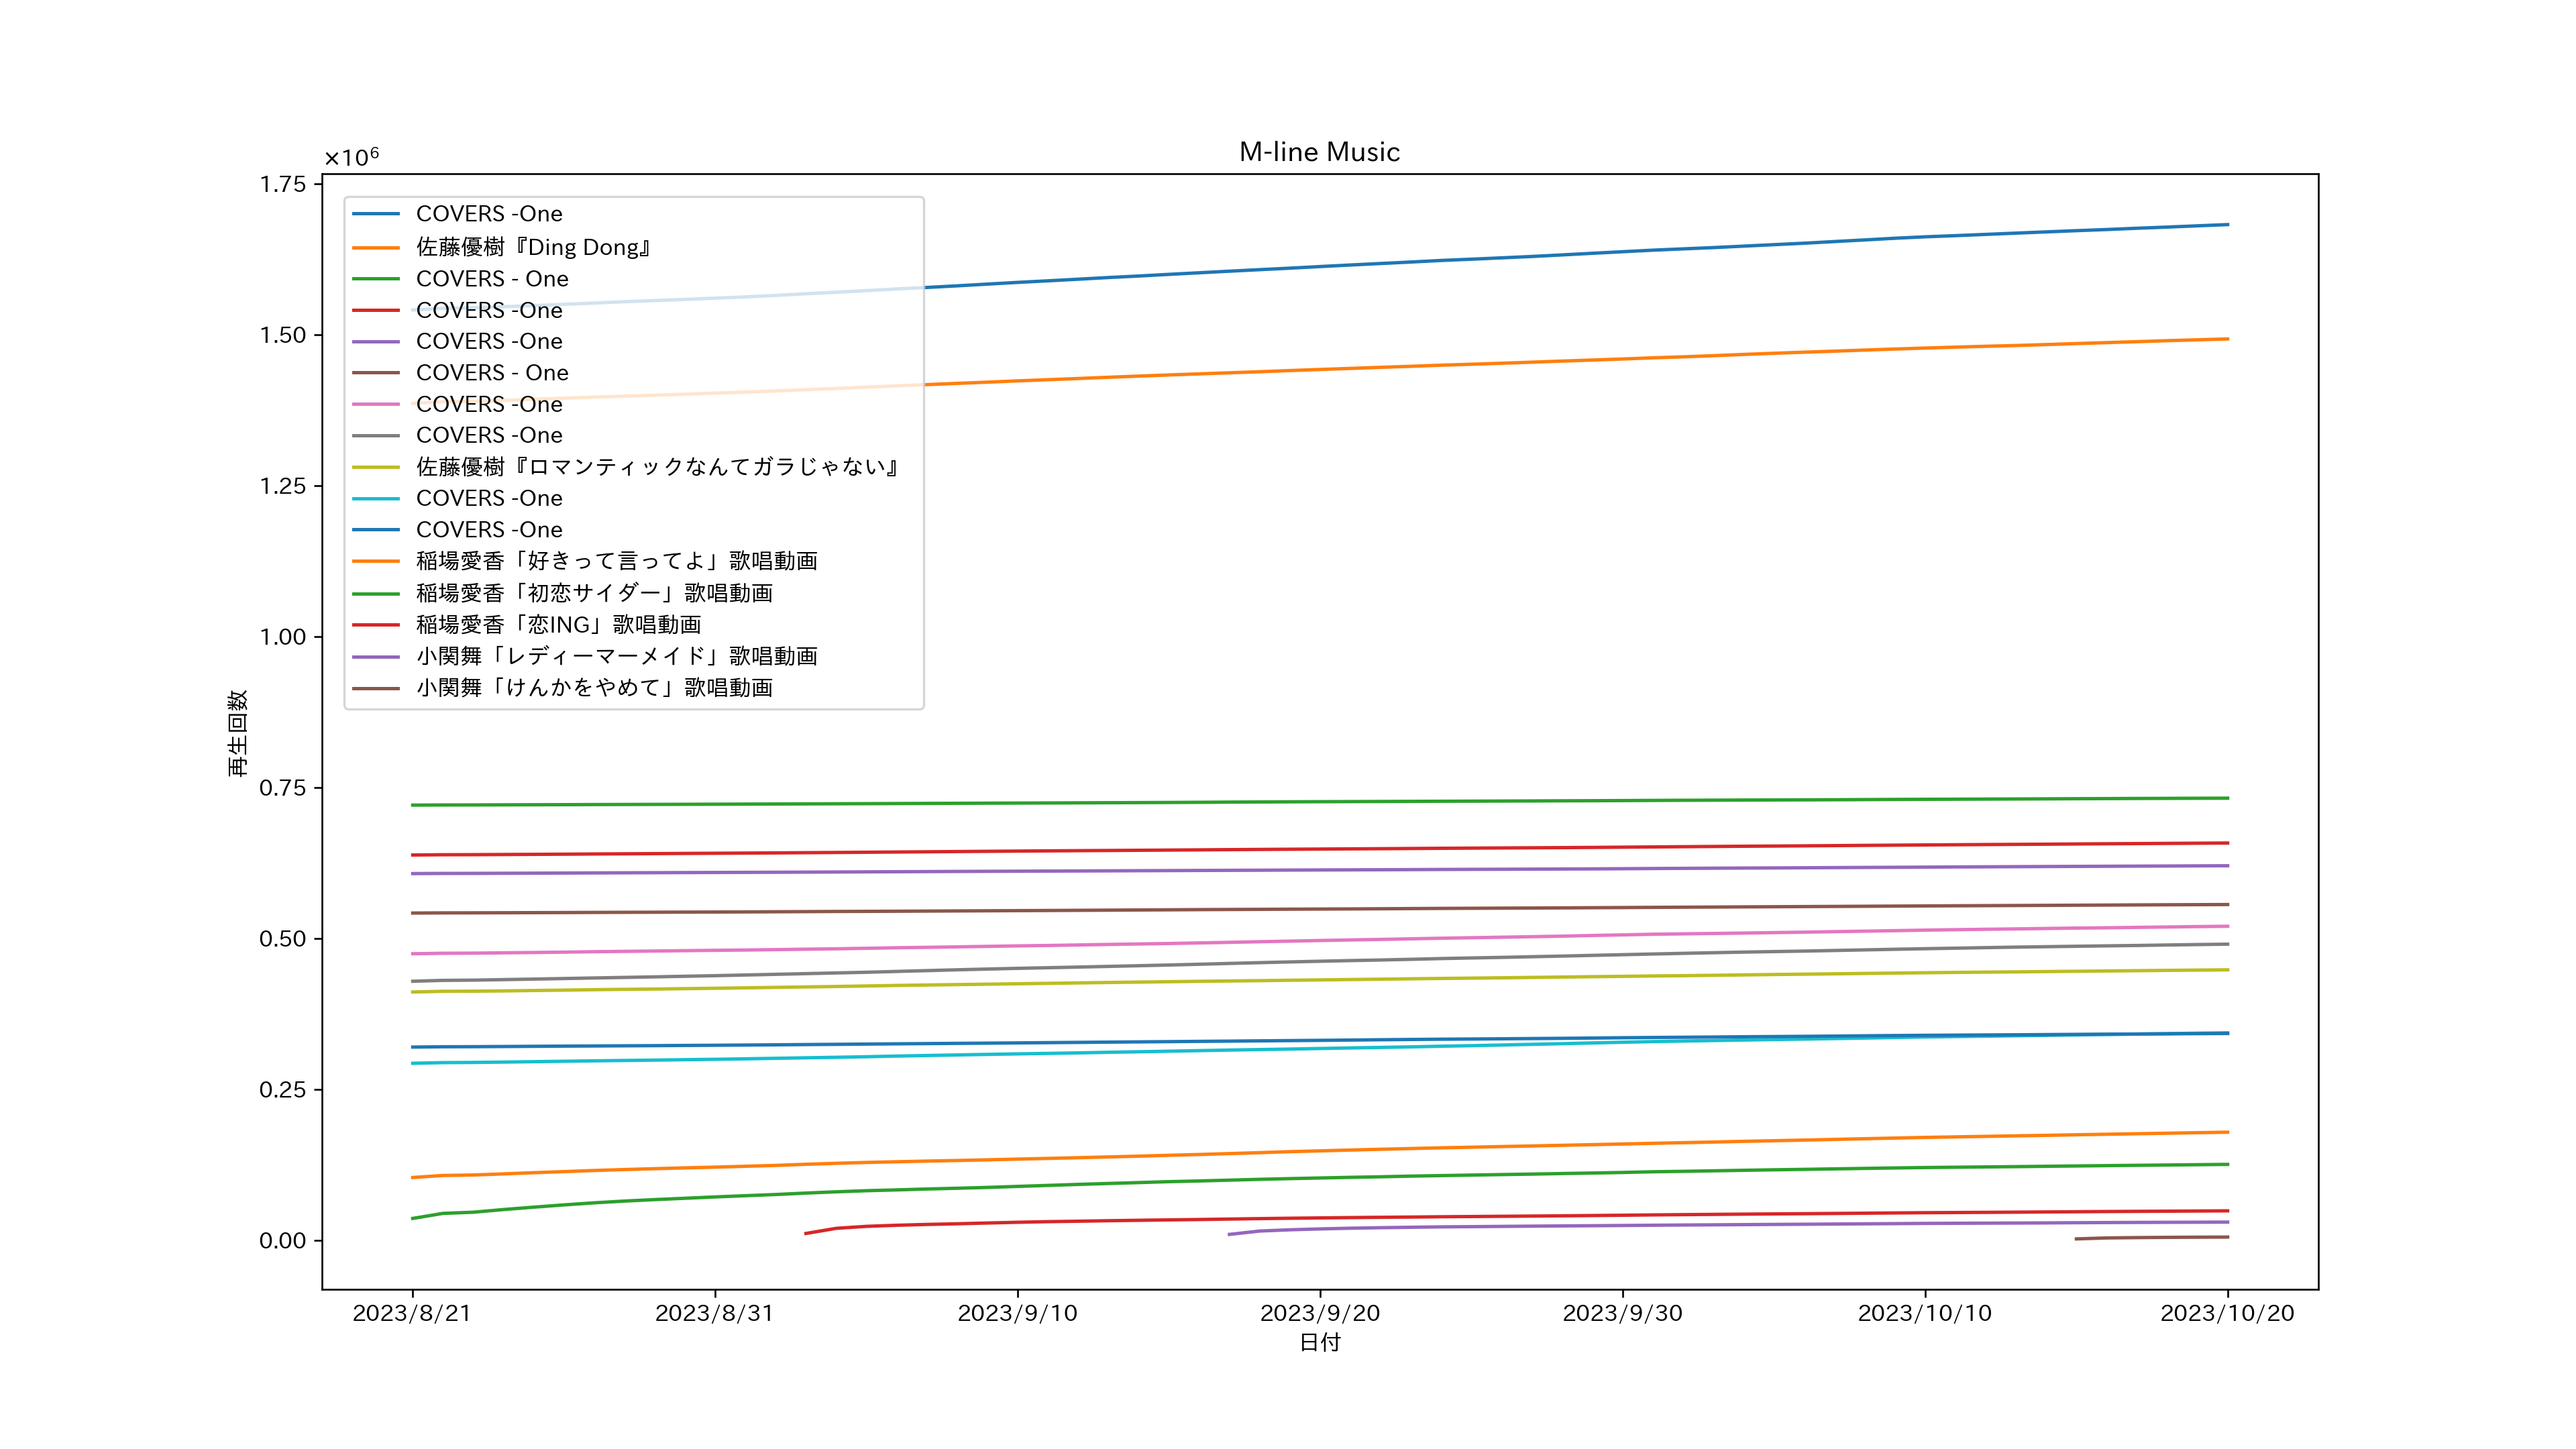 M-line Music
×10⁶
1.75
1.50
1.25
1.00
0.75
0.50
0.25
0.00
再生回数
COVERS -One
佐藤優樹『Ding Dong』
COVERS - One
COVERS -One
COVERS -One
COVERS - One
COVERS -One
COVERS -One
佐藤優樹『ロマンティックなんてガラじゃない』
COVERS -One
COVERS -One
稲場愛香「好きって言ってよ」歌唱動画
稲場愛香「初恋サイダー」歌唱動画
稲場愛香「恋ING」歌唱動画
小関舞「レディーマーメイド」歌唱動画
小関舞「けんかをやめて」歌唱動画
2023/8/21 2023/8/31 2023/9/10 2023/9/20 2023/9/30 2023/10/10 2023/10/20
日付